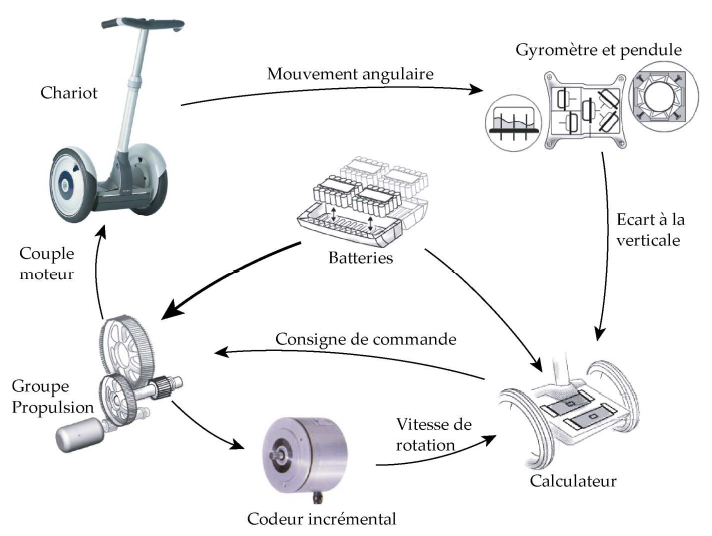 Gyromètre et pendule
Mouvement angulaire
Chariot
Ecart à la
verticale
Couple
moteur
Batteries
Consigne de commande
Groupe
Propulsion
Vitesse de
rotation
Calculateur
Codeur incrémental